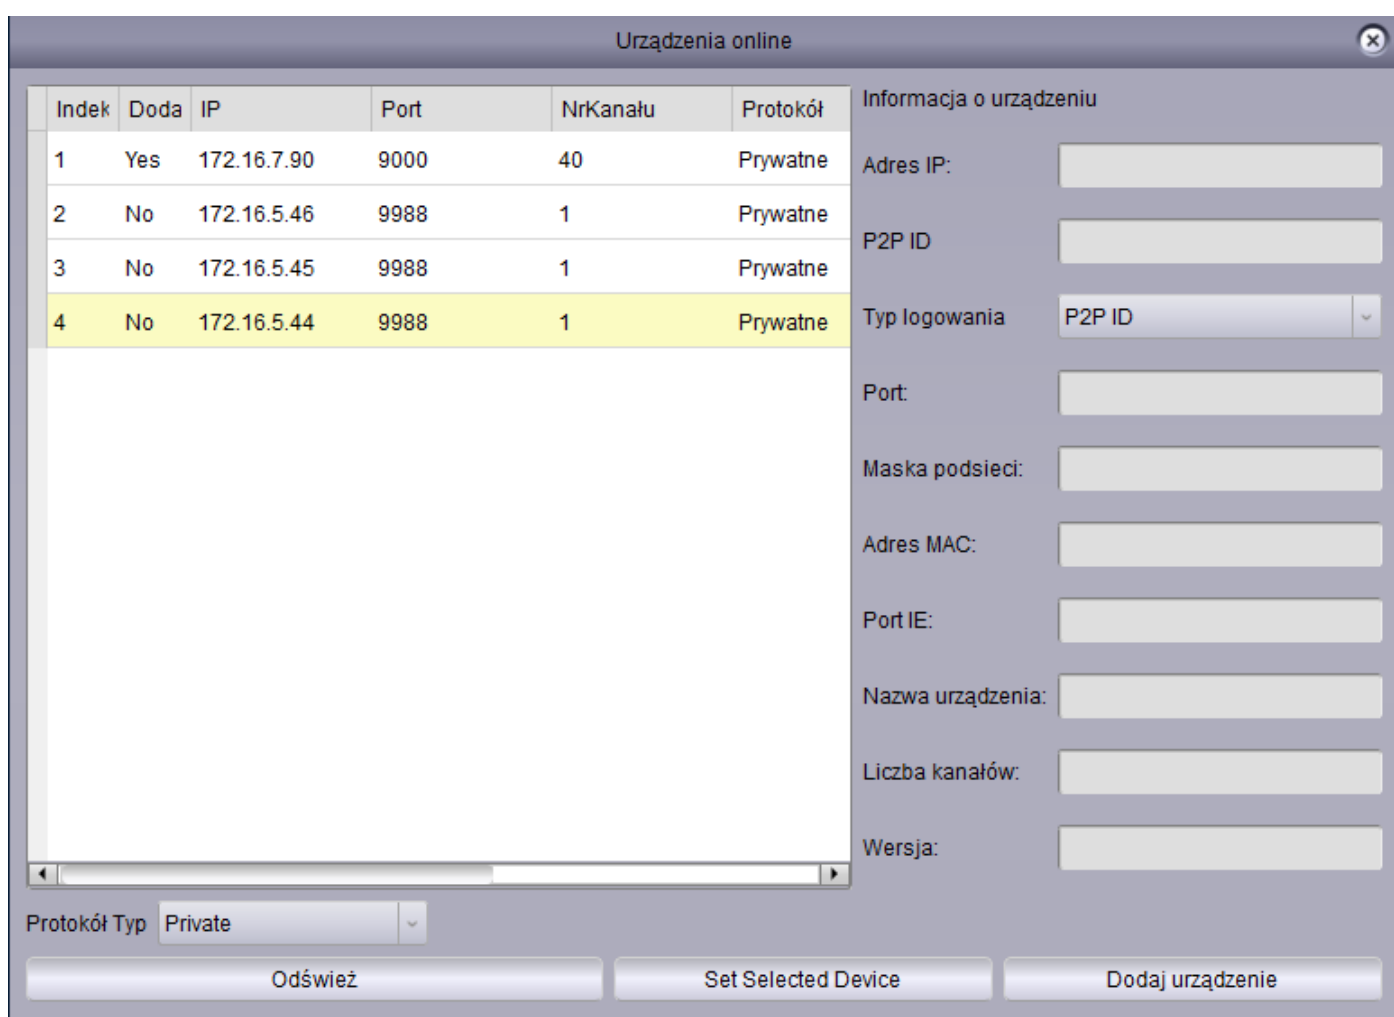 Urządzenia online
Indek Doda IP Port NrKanału Protokół
1 Yes 172.16.7.90 9000 40 Prywatne
2 No 172.16.5.46 9988 1 Prywatne
3 No 172.16.5.45 9988 1 Prywatne
4 No 172.16.5.44 9988 1 Prywatne
Informacja o urządzeniu
Adres IP:
P2P ID
Typ logowania P2P ID
Port:
Maska podsieci:
Adres MAC:
Port IE:
Nazwa urządzenia:
Liczba kanałów:
Wersja:
Protokół Typ Private
Odśwież Set Selected Device Dodaj urządzenie